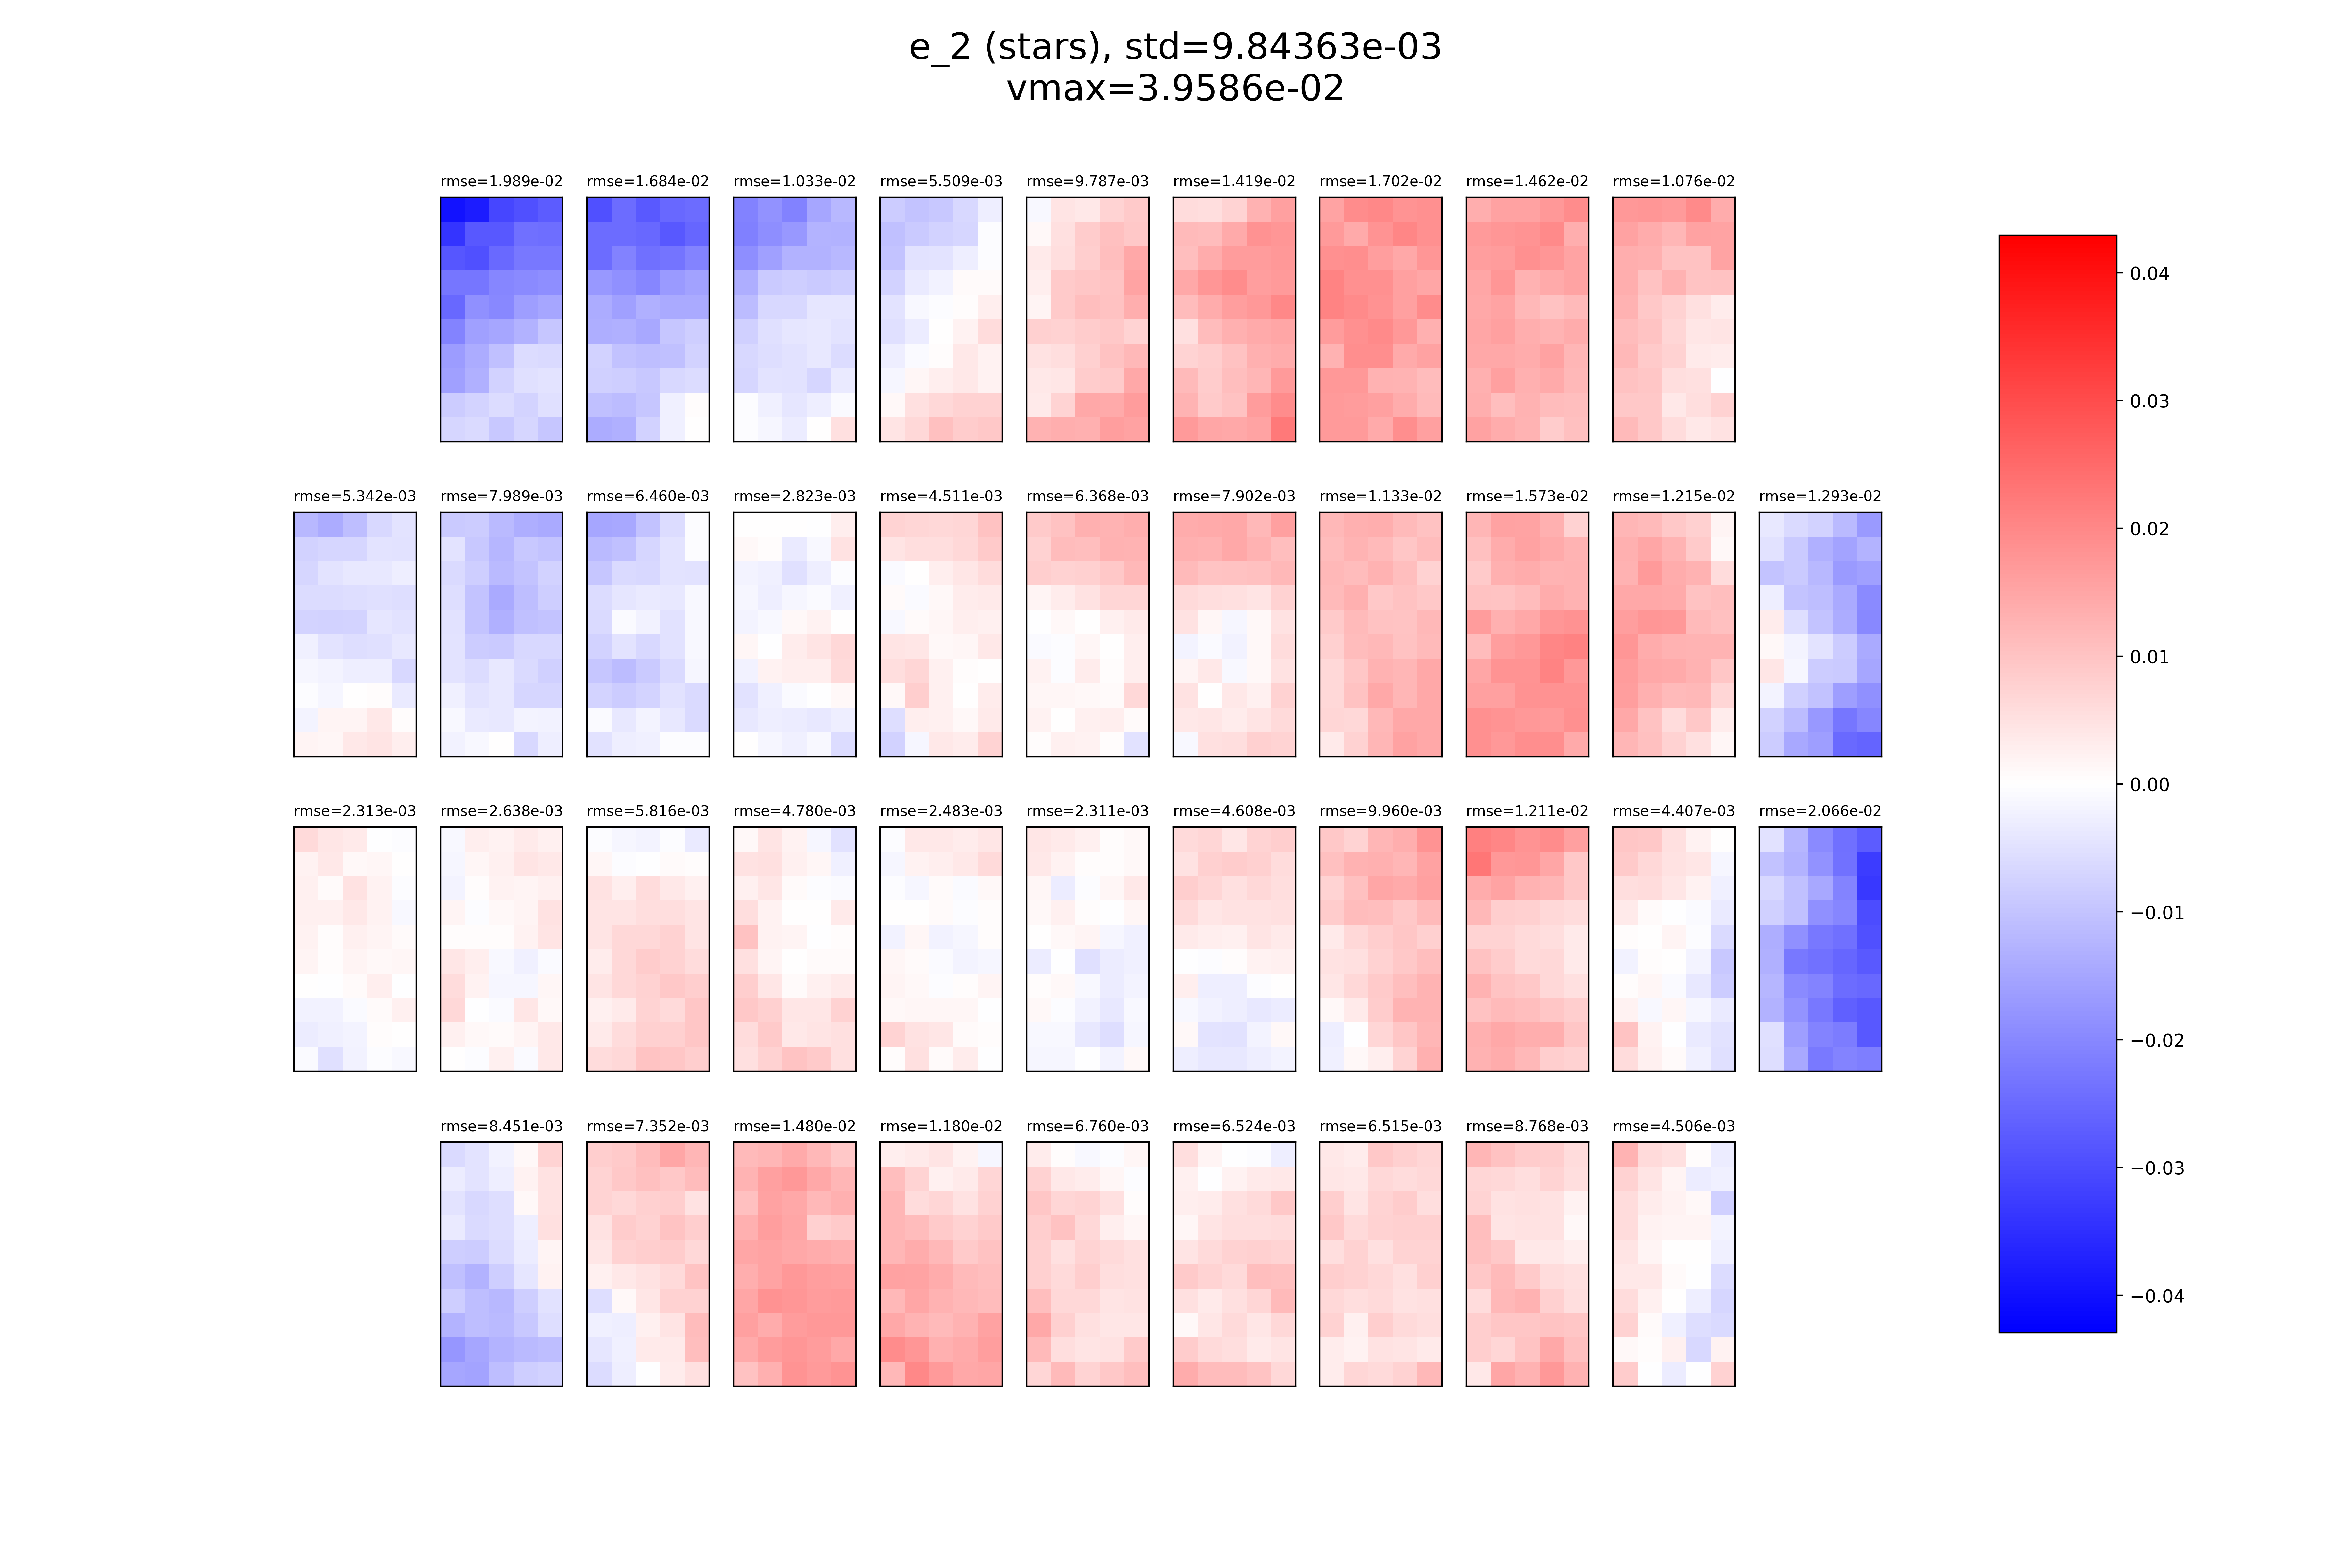 e_2 (stars), std=9.84363e-03
vmax=3.9586e-02
rmse=1.989e-02 rmse=1.684e-02 rmse=1.033e-02 rmse=5.509e-03 rmse=9.787e-03 rmse=1.419e-02 rmse=1.702e-02 rmse=1.462e-02 rmse=1.076e-02
rmse=5.342e-03 rmse=7.989e-03 rmse=6.460e-03 rmse=2.823e-03 rmse=4.511e-03 rmse=6.368e-03 rmse=7.902e-03 rmse=1.133e-02 rmse=1.573e-02 rmse=1.215e-02 rmse=1.293e-02
rmse=2.313e-03 rmse=2.638e-03 rmse=5.816e-03 rmse=4.780e-03 rmse=2.483e-03 rmse=2.311e-03 rmse=4.608e-03 rmse=9.960e-03 rmse=1.211e-02 rmse=4.407e-03 rmse=2.066e-02
rmse=8.451e-03 rmse=7.352e-03 rmse=1.480e-02 rmse=1.180e-02 rmse=6.760e-03 rmse=6.524e-03 rmse=6.515e-03 rmse=8.768e-03 rmse=4.506e-03
0.04
0.03
0.02
0.01
0.00
−0.01
−0.02
−0.03
−0.04